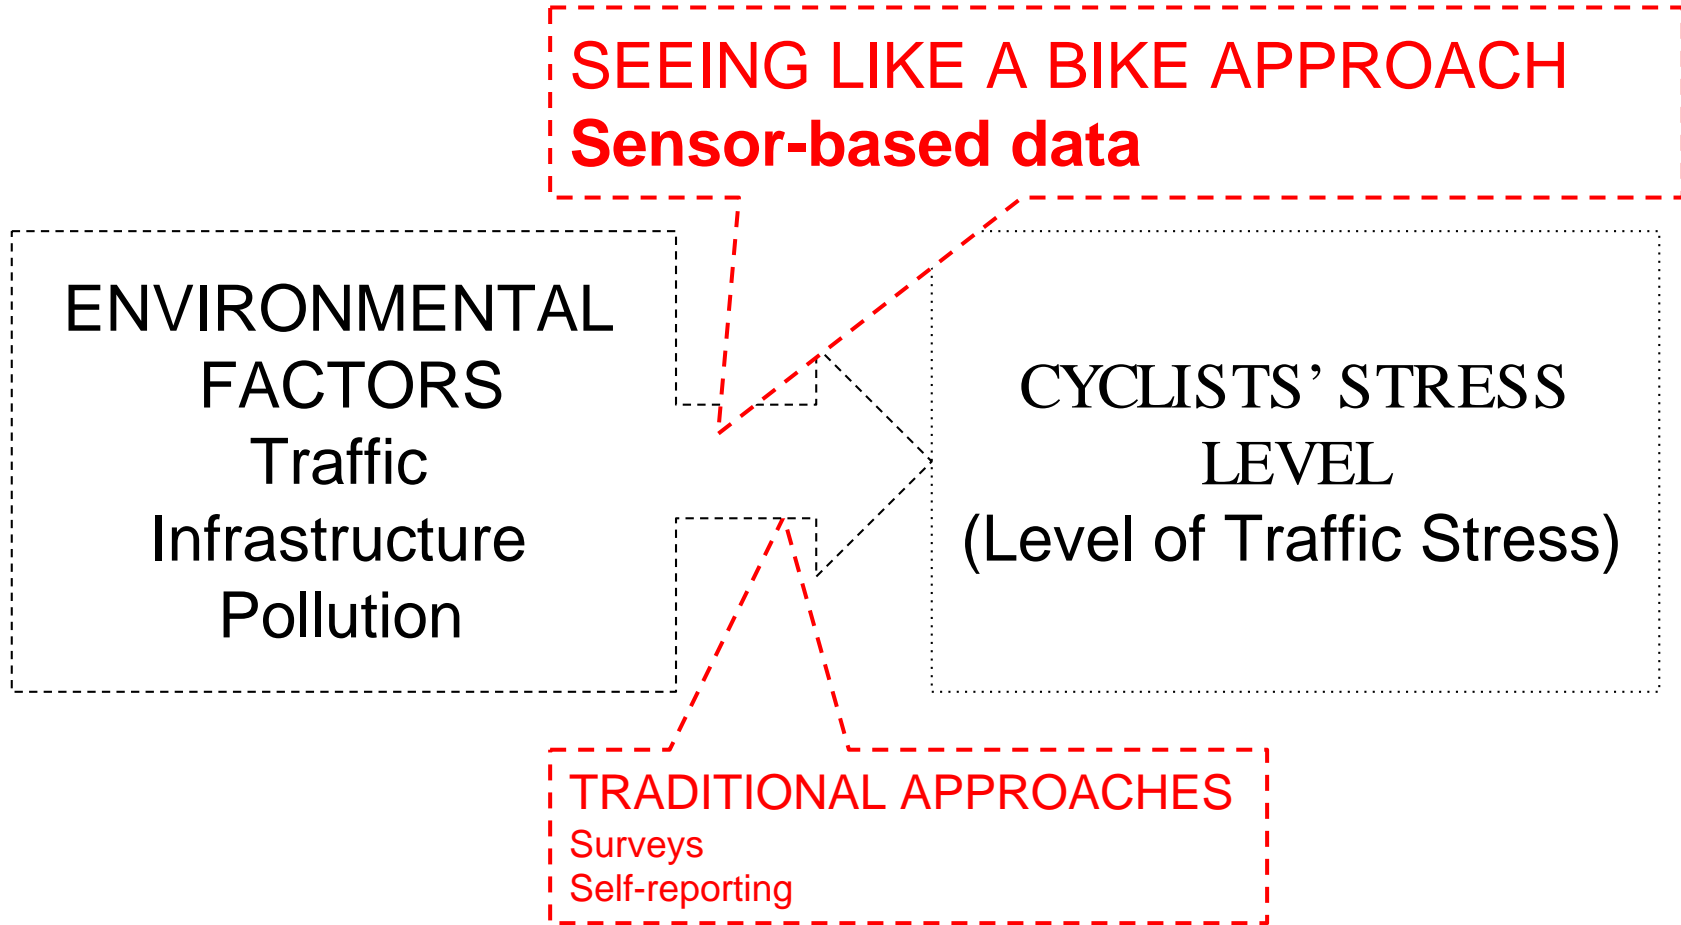 SEEING LIKE A BIKE APPROACH
Sensor-based data
ENVIRONMENTAL
FACTORS
Traffic
Infrastructure
Pollution
CYCLISTS’ STRESS
LEVEL
(Level of Traffic Stress)
TRADITIONAL APPROACHES
Surveys
Self-reporting